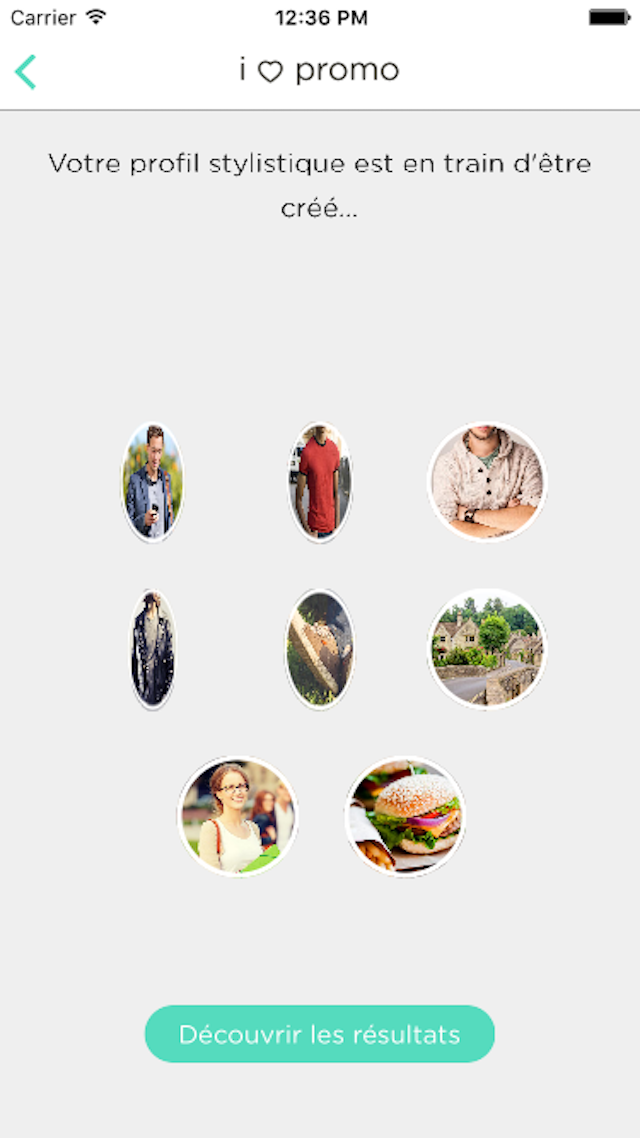 Carrier 12:36 PM
i ♡ promo
Votre profil stylistique est en train d'être
créé...
Découvrir les résultats